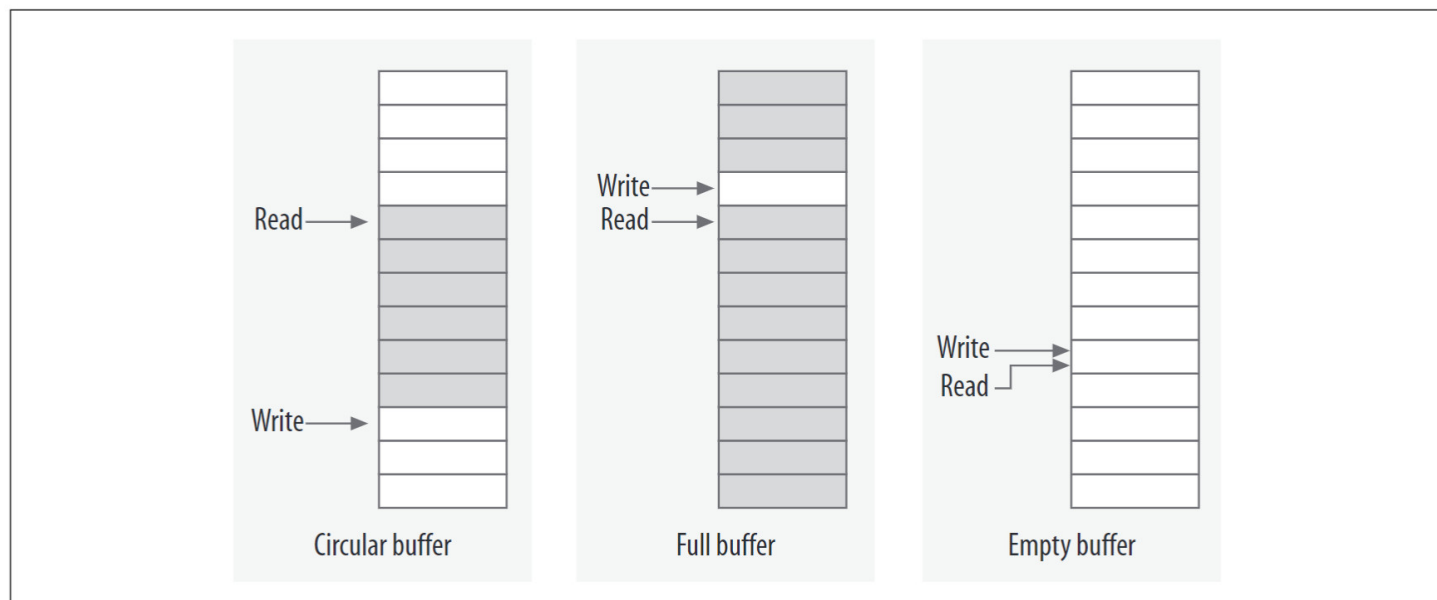 Read
Write
Circular buffer
Write
Read
Full buffer
Write
Read
Empty buffer